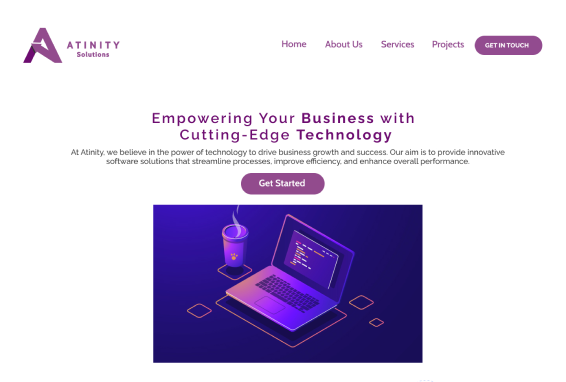 ATINITY
Solutions
Home About Us Services Projects GET IN TOUCH
Empowering Your Business with
Cutting-Edge Technology
At Atinity, we believe in the power of technology to drive business growth and success. Our aim is to provide innovative
software solutions that streamline processes, improve efficiency, and enhance overall performance.
Get Started